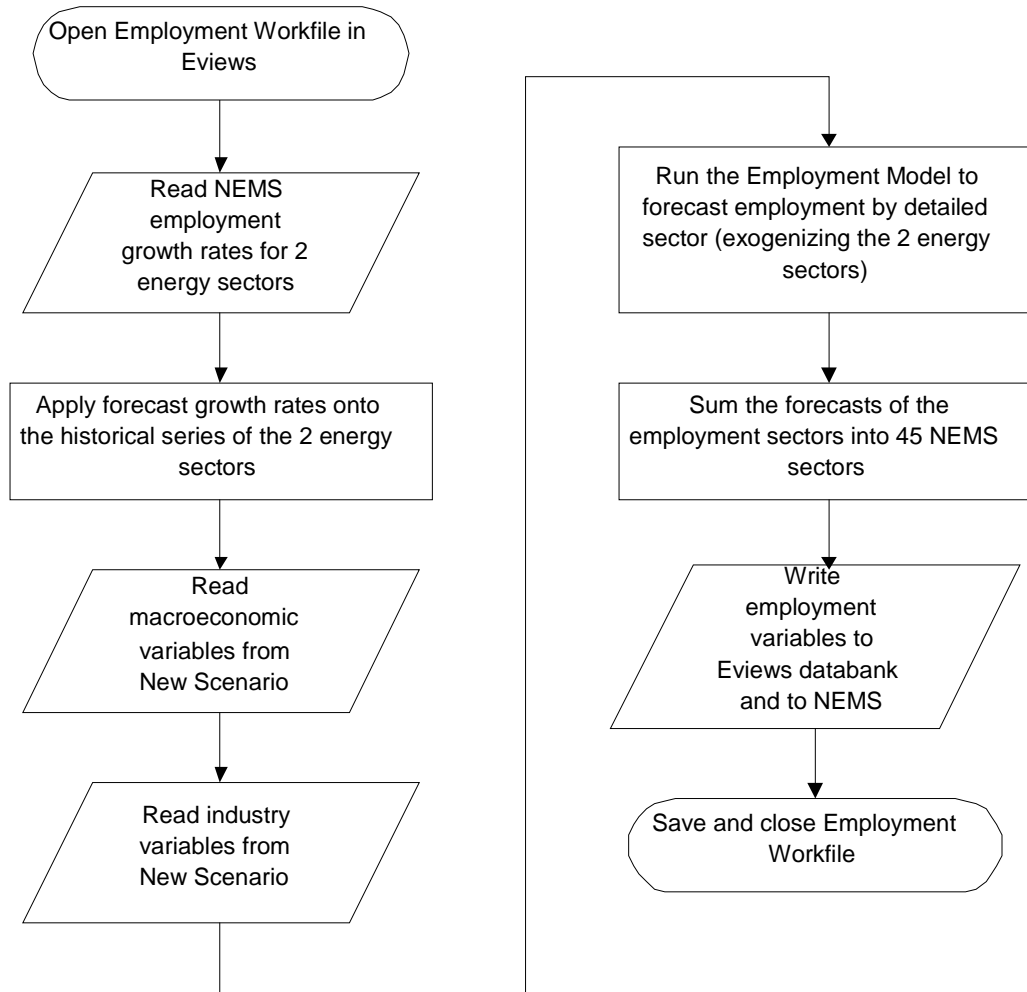 Open Employment Workfile in
Eviews
Read NEMS
employment
growth rates for 2
energy sectors
Apply forecast growth rates onto
the historical series of the 2 energy
sectors
Read
macroeconomic
variables from
New Scenario
Read industry
variables from
New Scenario
Run the Employment Model to
forecast employment by detailed
sector (exogenizing the 2 energy
sectors)
Sum the forecasts of the
employment sectors into 45 NEMS
sectors
Write
employment
variables to
Eviews databank
and to NEMS
Save and close Employment
Workfile